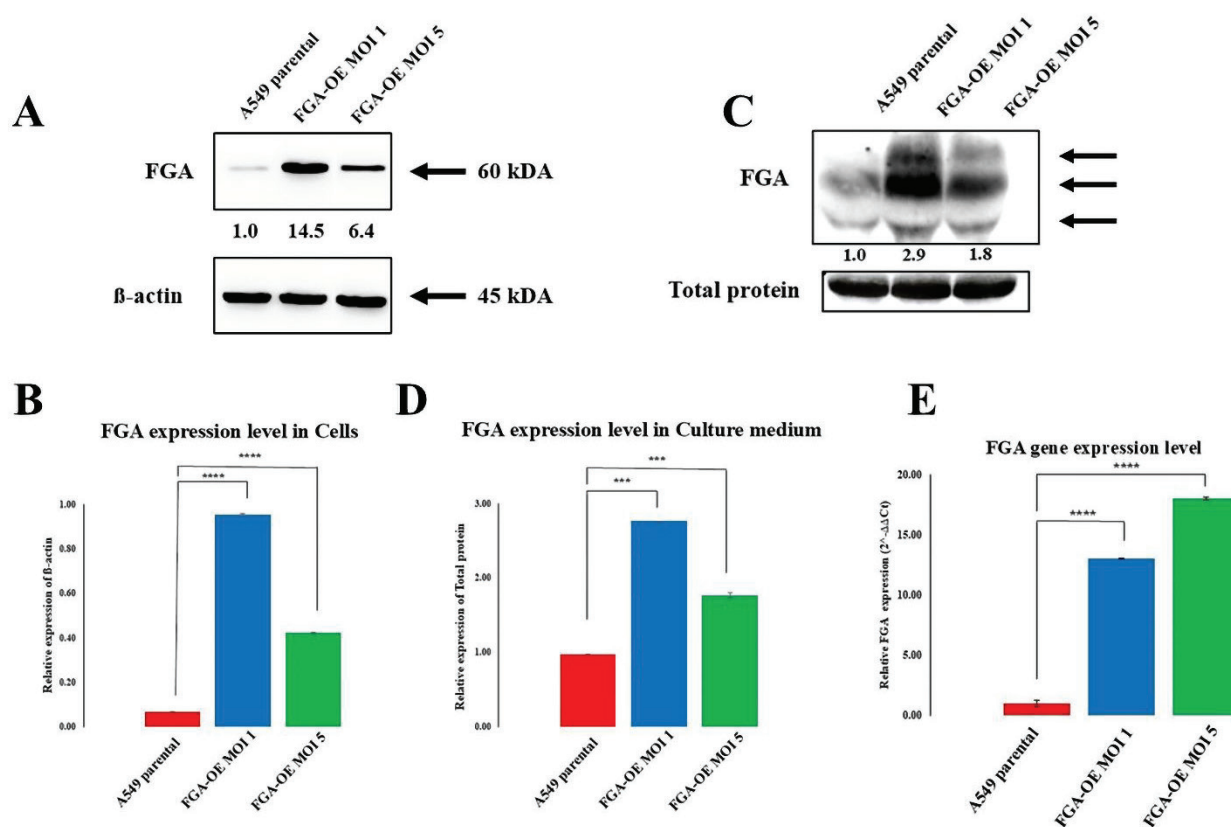 A
A549 parental
FGA-OE MOI 1
FGA-OE MOI 5
FGA
60 kDA
1.0 14.5 6.4
ß-actin
45 kDA
C
A549 parental
FGA-OE MOI 1
FGA-OE MOI 5
FGA
1.0 2.9 1.8
Total protein
B
FGA expression level in Cells
****
****
Relative expression of ß-actin
1.00
0.80
0.60
0.40
0.20
0.00
A549 parental
FGA-OE MOI 1
FGA-OE MOI 5
D
FGA expression level in Culture medium
***
***
Relative expression of Total protein
3.00
2.00
1.00
0.00
A549 parental
FGA-OE MOI 1
FGA-OE MOI 5
E
FGA gene expression level
****
****
Relative FGA expression (2^-ΔΔCt)
20.00
15.00
10.00
5.00
0.00
A549 parental
FGA-OE MOI 1
FGA-OE MOI 5